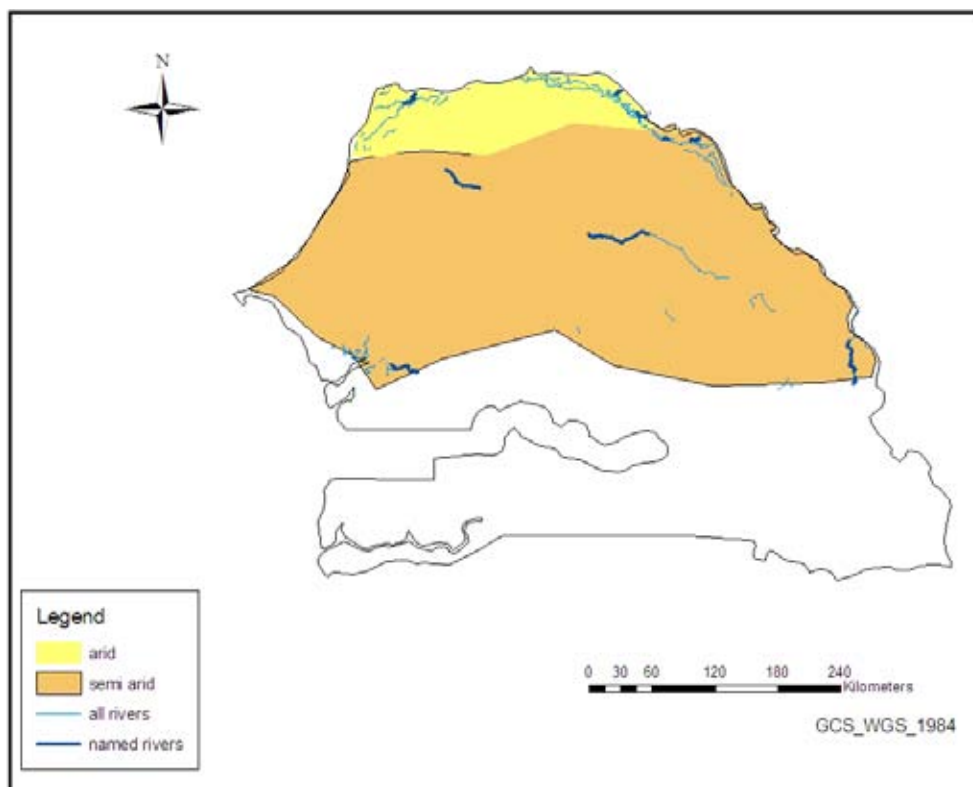 N
Legend
arid
semi arid
all rivers
named rivers
0 30 60 120 180 240
Kilometers
GCS_WGS_1984